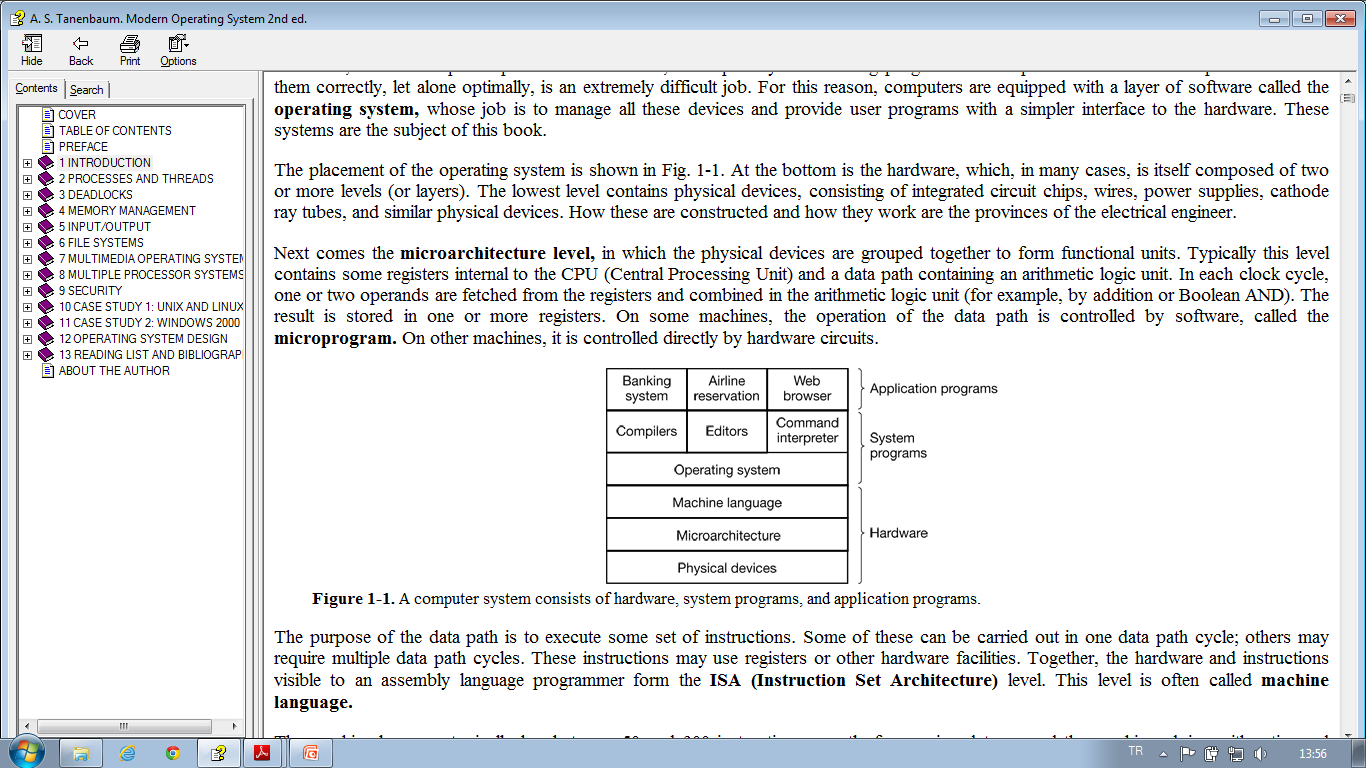 A. S. Tanenbaum. Modern Operating System 2nd ed.
Hide
Back
Print
Options
Contents
Search
COVER
TABLE OF CONTENTS
PREFACE
1 INTRODUCTION
2 PROCESSES AND THREADS
3 DEADLOCKS
4 MEMORY MANAGEMENT
5 INPUT/OUTPUT
6 FILE SYSTEMS
7 MULTIMEDIA OPERATING SYSTEM
8 MULTIPLE PROCESSOR SYSTEMS
9 SECURITY
10 CASE STUDY 1: UNIX AND LINUX
11 CASE STUDY 2: WINDOWS 2000
12 OPERATING SYSTEM DESIGN
13 READING LIST AND BIBLIOGRAP
ABOUT THE AUTHOR
them correctly, let alone optimally, is an extremely difficult job. For this reason, computers are equipped with a layer of software called the
operating system, whose job is to manage all these devices and provide user programs with a simpler interface to the hardware. These
systems are the subject of this book.
The placement of the operating system is shown in Fig. 1-1. At the bottom is the hardware, which, in many cases, is itself composed of two
or more levels (or layers). The lowest level contains physical devices, consisting of integrated circuit chips, wires, power supplies, cathode
ray tubes, and similar physical devices. How these are constructed and how they work are the provinces of the electrical engineer.
Next comes the microarchitecture level, in which the physical devices are grouped together to form functional units. Typically this level
contains some registers internal to the CPU (Central Processing Unit) and a data path containing an arithmetic logic unit. In each clock cycle,
one or two operands are fetched from the registers and combined in the arithmetic logic unit (for example, by addition or Boolean AND). The
result is stored in one or more registers. On some machines, the operation of the data path is controlled by software, called the
microprogram. On other machines, it is controlled directly by hardware circuits.
Banking system
Airline reservation
Web browser
Application programs
Compilers
Editors
Command interpreter
System programs
Operating system
Machine language
Microarchitecture
Hardware
Physical devices
Figure 1-1. A computer system consists of hardware, system programs, and application programs.
The purpose of the data path is to execute some set of instructions. Some of these can be carried out in one data path cycle; others may
require multiple data path cycles. These instructions may use registers or other hardware facilities. Together, the hardware and instructions
visible to an assembly language programmer form the ISA (Instruction Set Architecture) level. This level is often called machine
language.
TR
13:56